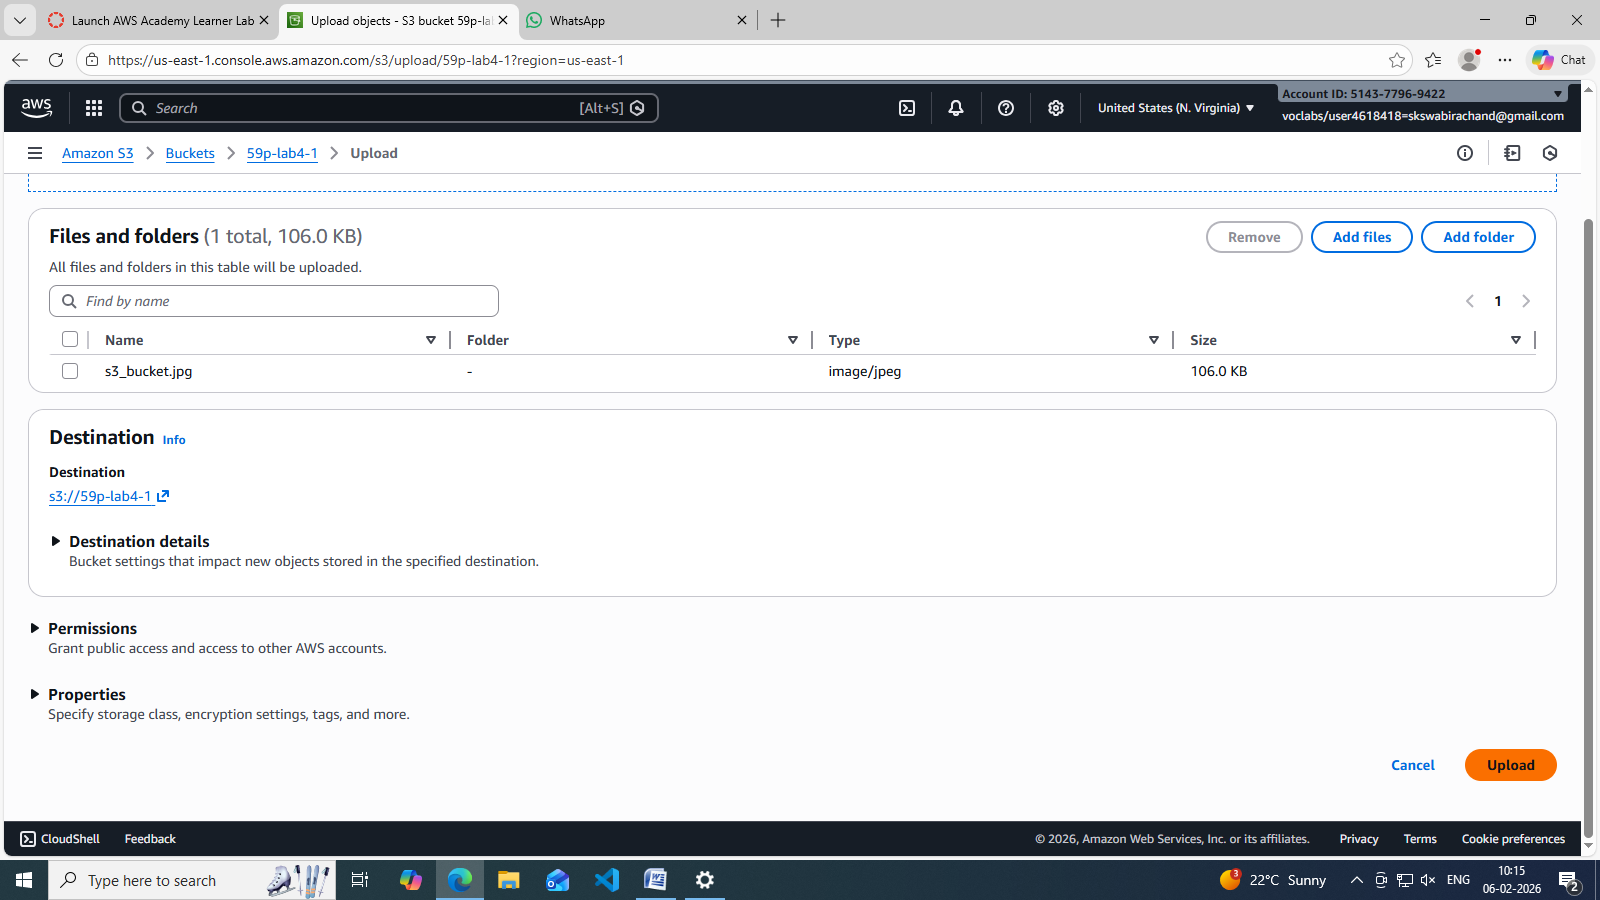 Launch AWS Academy Learner Lab
Upload objects - S3 bucket 59p-la
WhatsApp
https://us-east-1.console.aws.amazon.com/s3/upload/59p-lab4-1?region=us-east-1
Chat
aws
Search
[Alt+S]
United States (N. Virginia)
Account ID: 5143-7796-9422
voclabs/user4618418=skswabirachand@gmail.com
Amazon S3
Buckets
59p-lab4-1
Upload
Files and folders (1 total, 106.0 KB)
Remove
Add files
Add folder
All files and folders in this table will be uploaded.
Find by name
1
Name
Folder
Type
Size
s3_bucket.jpg
-
image/jpeg
106.0 KB
Destination Info
Destination
s3://59p-lab4-1
Destination details
Bucket settings that impact new objects stored in the specified destination.
Permissions
Grant public access and access to other AWS accounts.
Properties
Specify storage class, encryption settings, tags, and more.
Cancel
Upload
CloudShell
Feedback
© 2026, Amazon Web Services, Inc. or its affiliates.
Privacy
Terms
Cookie preferences
Type here to search
3
22°C Sunny
ENG
10:15
06-02-2026
2